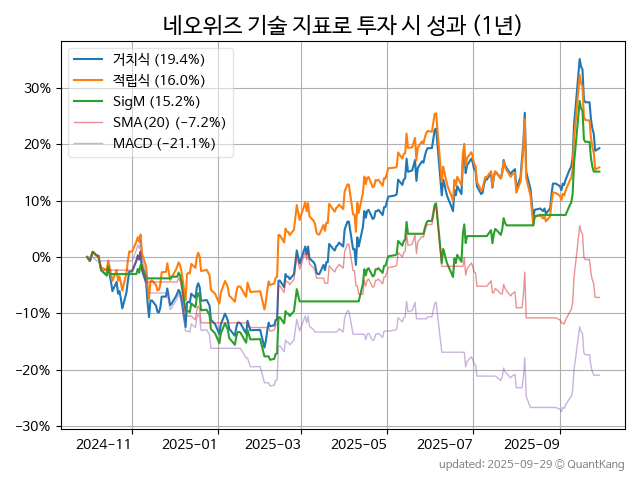 네오위즈 기술 지표로 투자 시 성과 (1년)
거치식 (19.4%)
적립식 (16.0%)
SigM (15.2%)
SMA(20) (−7.2%)
MACD (−21.1%)
30%
20%
10%
0%
−10%
−20%
−30%
2024-11
2025-01
2025-03
2025-05
2025-07
2025-09
updated: 2025-09-29 © QuantKang